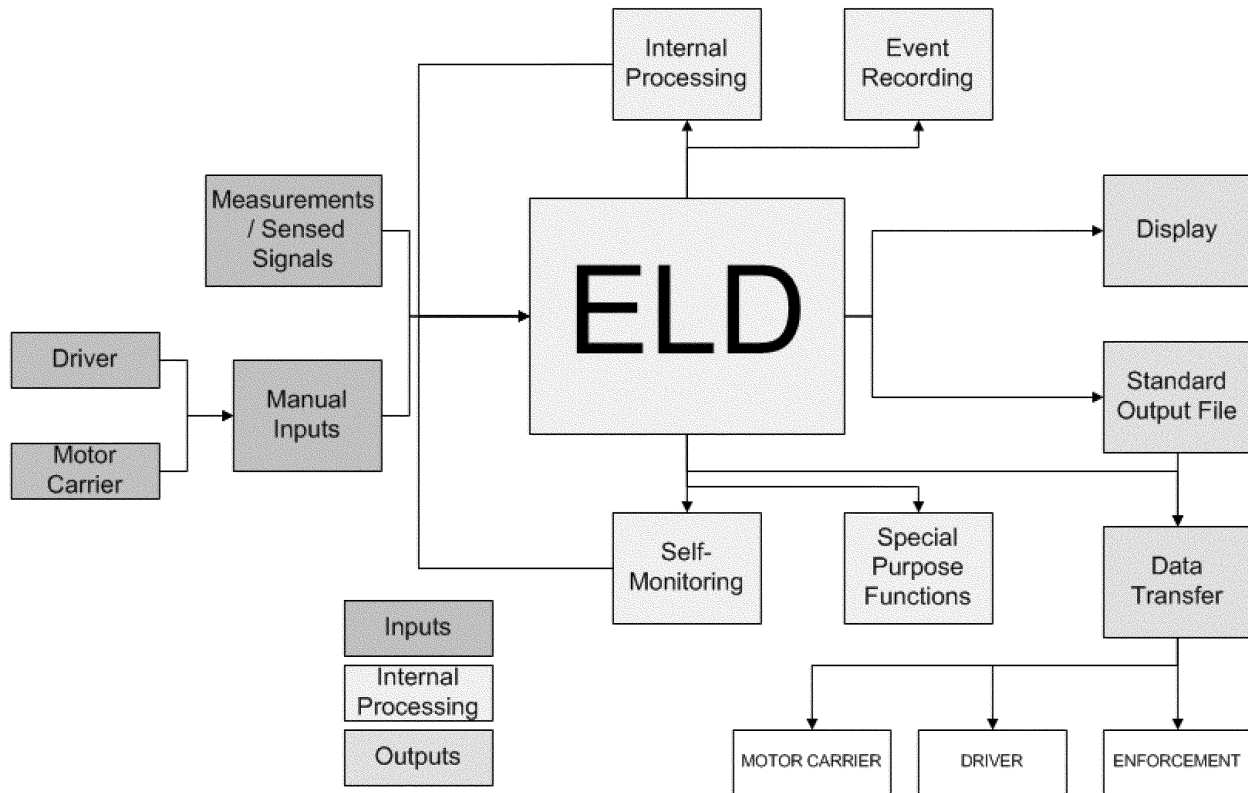 Internal
Processing
Event
Recording
Measurements
/ Sensed
Signals
ELD
Display
Driver
Manual
Inputs
Motor
Carrier
Standard
Output File
Self-
Monitoring
Special
Purpose
Functions
Data
Transfer
Inputs
Internal
Processing
Outputs
MOTOR CARRIER
DRIVER
ENFORCEMENT